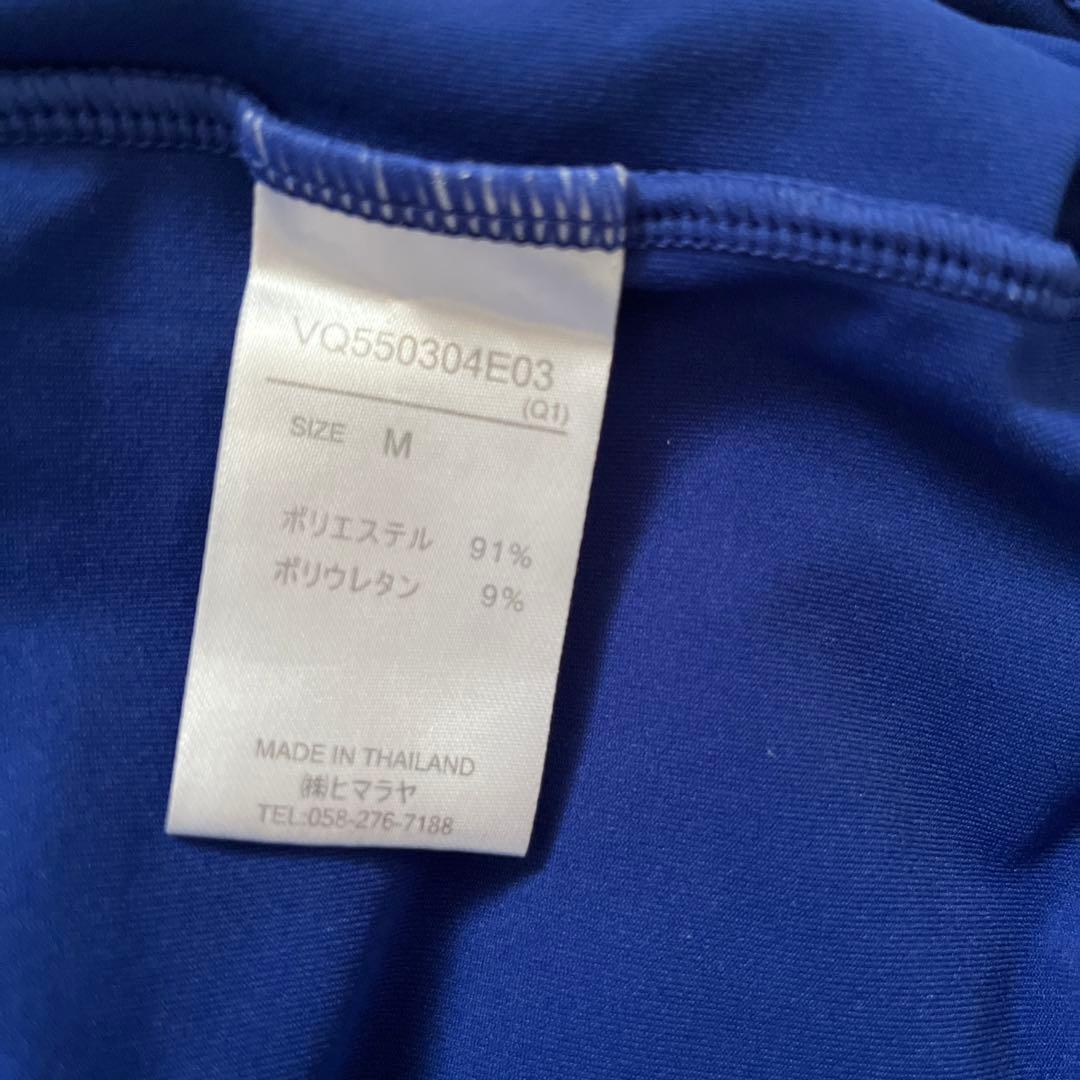 VQ550304E03
(Q1)
SIZE M
ポリエステル 91%
ポリウレタン 9%
MADE IN THAILAND
㈱ヒマラヤ
TEL:058-276-7188